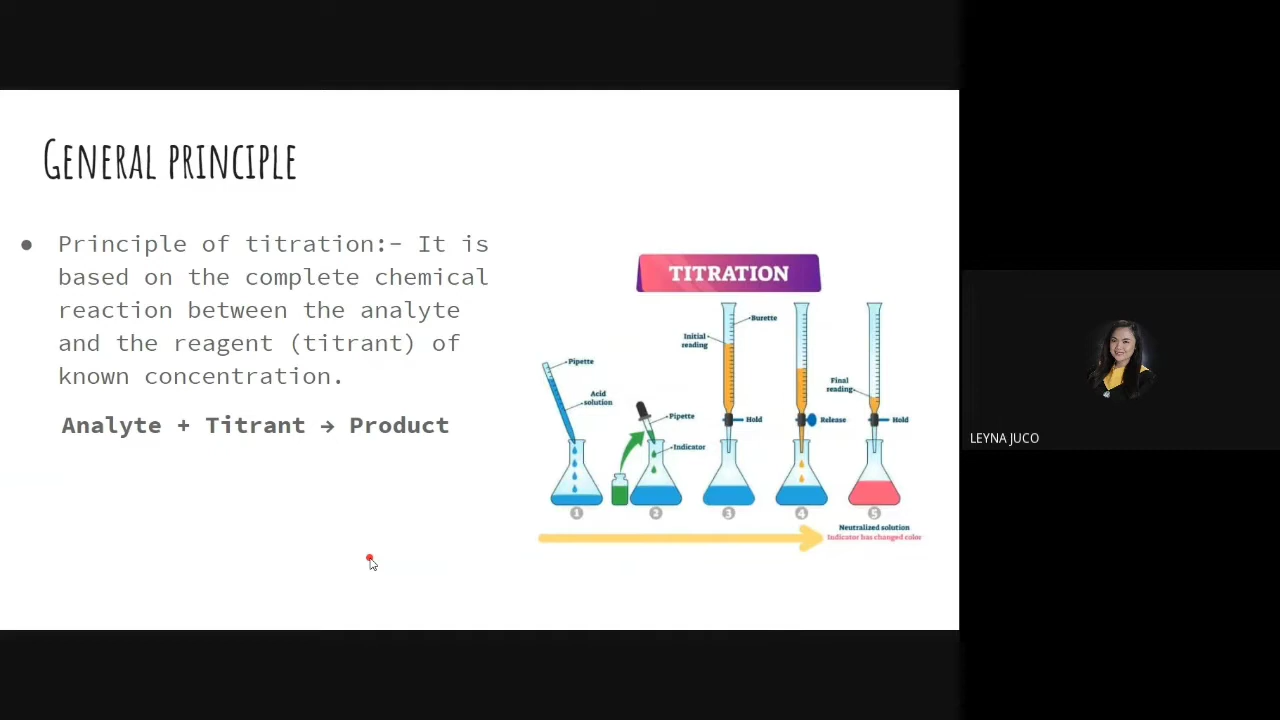 General principle
● Principle of titration:- It is
based on the complete chemical
reaction between the analyte
and the reagent (titrant) of
known concentration.
Analyte + Titrant → Product
TITRATION
Pipette
Acid
solution
Pipette
Indicator
Initial
reading
Burette
Hold
Release
Final
reading
Hold
1
2
3
4
5
Neutralized solution
Indicator has changed color
LEYNA JUCO